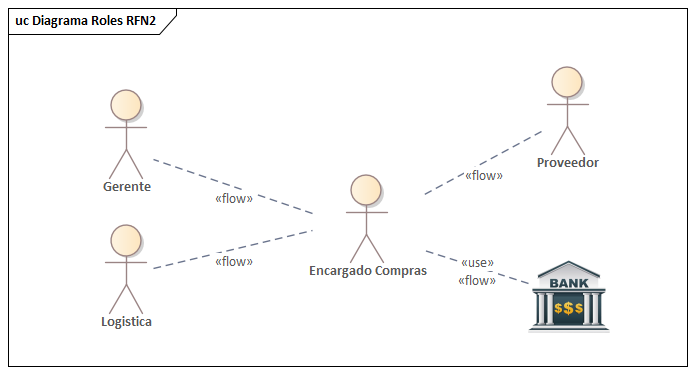 uc Diagrama Roles RFN2
Gerente
«flow»
Logistica
«flow»
Encargado Compras
Proveedor
«flow»
«use»
«flow»
BANK
$$$